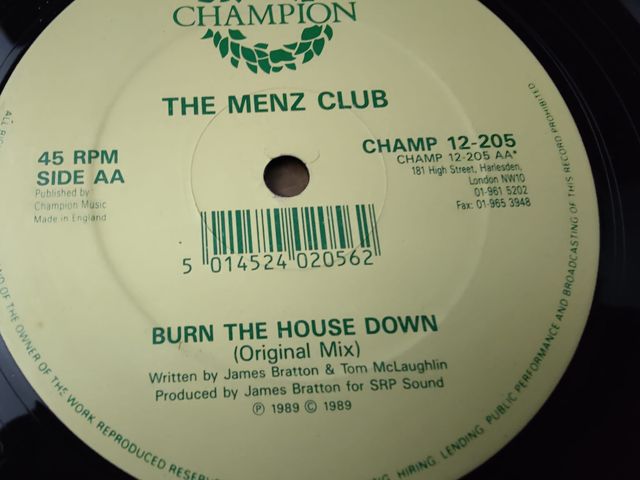 CHAMPION
THE MENZ CLUB
45 RPM
SIDE AA
Published by
Champion Music
Made in England
CHAMP 12-205
CHAMP 12-205 AA*
181 High Street, Harlesden,
London NW10
01-961 5202
Fax: 01-965 3948
5 014524 020562
BURN THE HOUSE DOWN
(Original Mix)
Written by James Bratton & Tom McLaughlin
Produced by James Bratton for SRP Sound
℗ 1989 © 1989
ALL
OF THE OWNER OF THE WORK REPRODUCED
HIRING. LENDING. PUBLIC PERFORMANCE AND BROADCASTING OF THIS RECORD PROHIBITED